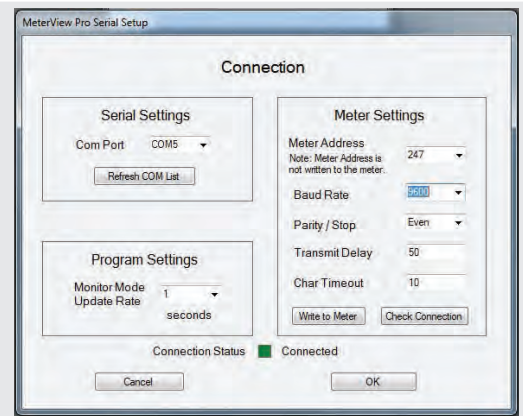 MeterView Pro Serial Setup
Connection
Serial Settings
Com Port COM5
Refresh COM List
Program Settings
Monitor Mode
Update Rate 1
seconds
Meter Settings
Meter Address
Note: Meter Address is
not written to the meter.
247
Baud Rate 9600
Parity / Stop Even
Transmit Delay 50
Char Timeout 10
Write to Meter Check Connection
Connection Status Connected
Cancel OK